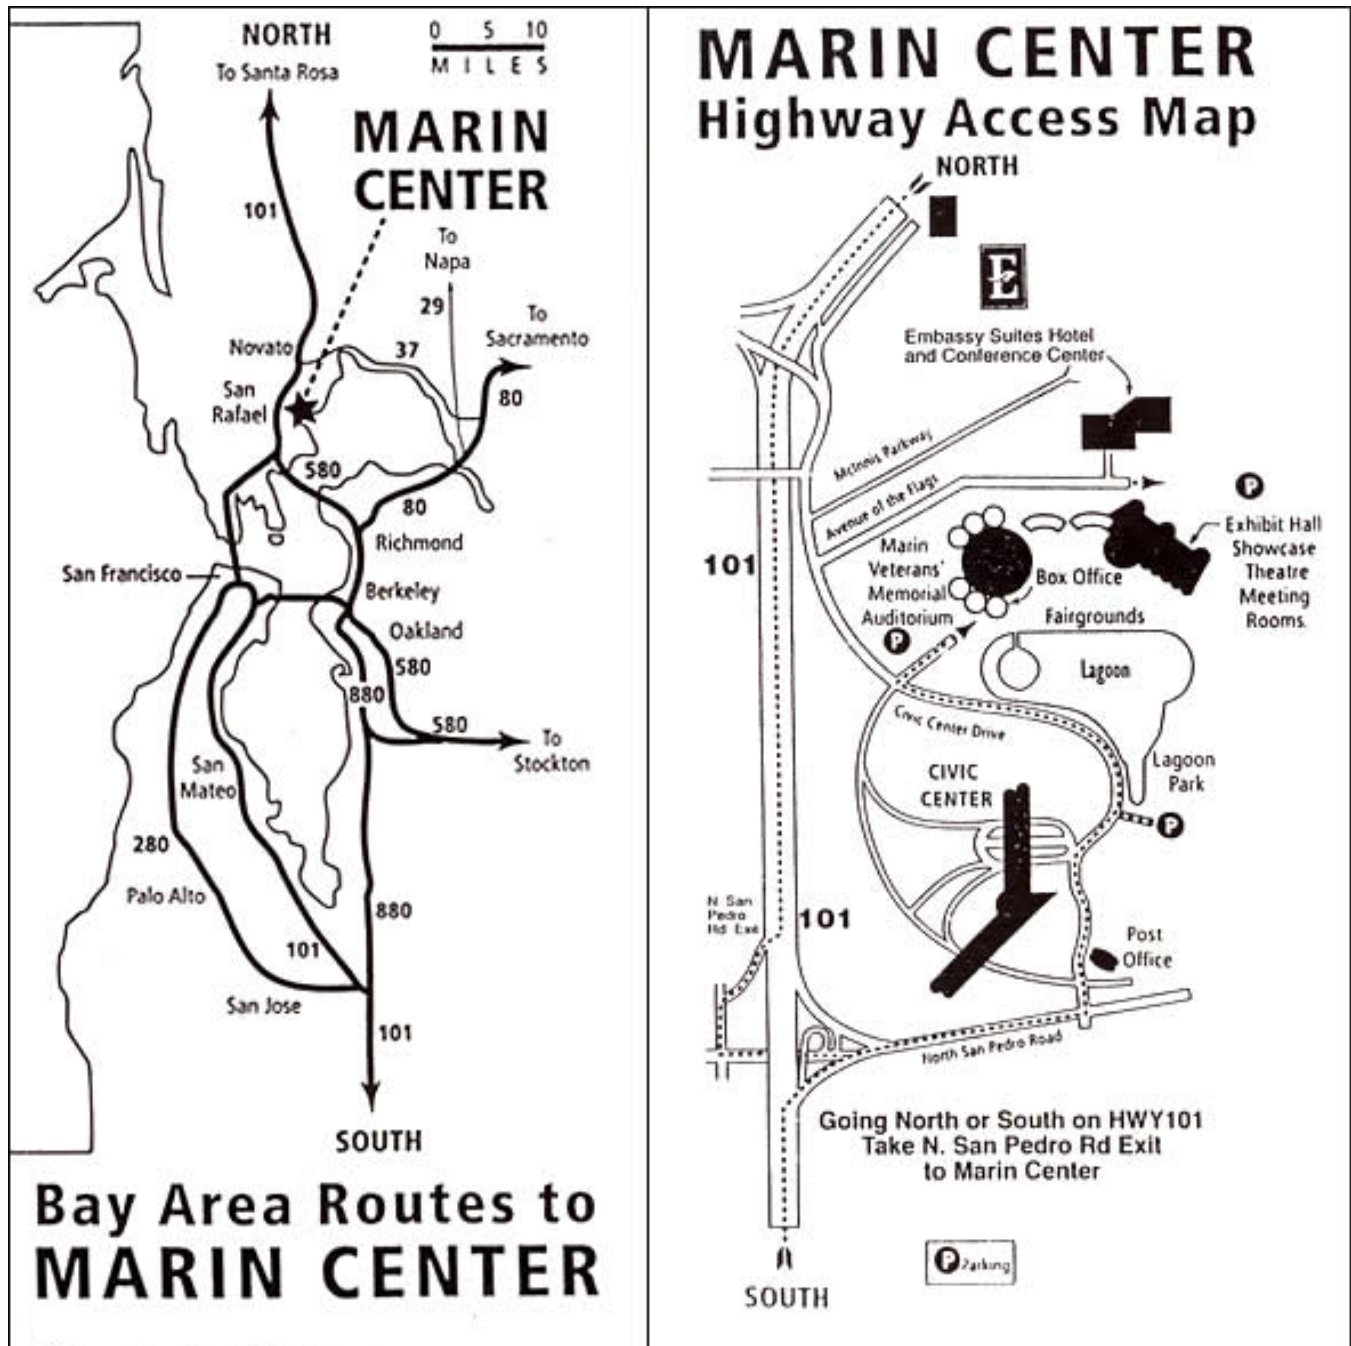 NORTH
To Santa Rosa
0 5 10
MILES
MARIN
CENTER
101
To
Napa
29
To
Sacramento
37
80
Novato
San
Rafael
580
80
Richmond
San Francisco
Berkeley
Oakland
580
880
580
To
Stockton
San
Mateo
280
Palo Alto
880
101
San Jose
101
SOUTH
Bay Area Routes to
MARIN CENTER
MARIN CENTER
Highway Access Map
NORTH
E
Embassy Suites Hotel
and Conference Center
McInnis Parkway
Avenue of the Flags
P
101
Marin
Veterans'
Memorial
Auditorium
Box Office
Exhibit Hall
Showcase
Theatre
Meeting
Rooms.
Fairgrounds
P
Lagoon
Civic Center Drive
Lagoon
Park
CIVIC
CENTER
P
N San
Pedro
Rd Exit
101
Post
Office
North San Pedro Road
Going North or South on HWY101
Take N. San Pedro Rd Exit
to Marin Center
P Parking
SOUTH